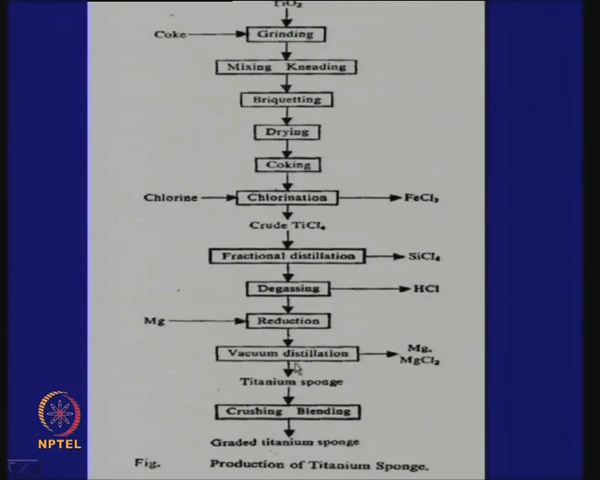 TiO₂
Coke
Grinding
Mixing Kneading
Briquetting
Drying
Coking
Chlorine
Chlorination
FeCl₃
Crude TiCl₄
Fractional distillation
SiCl₄
Degassing
HCl
Mg
Reduction
Vacuum distillation
Mg.
MgCl₂
Titanium sponge
Crushing Blending
Graded titanium sponge
Fig. Production of Titanium Sponge.
NPTEL